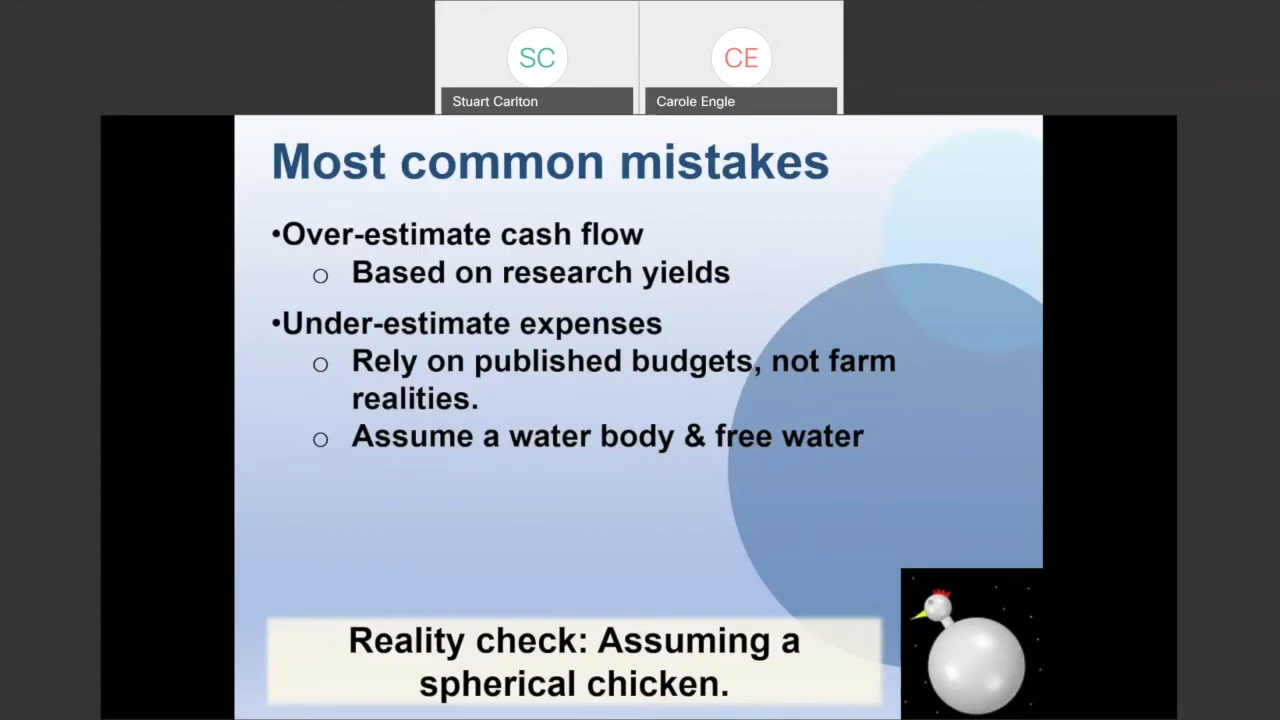 SC
CE
Stuart Carlton
Carole Engle
Most common mistakes
•Over-estimate cash flow
o Based on research yields
•Under-estimate expenses
o Rely on published budgets, not farm
realities.
o Assume a water body & free water
Reality check: Assuming a
spherical chicken.